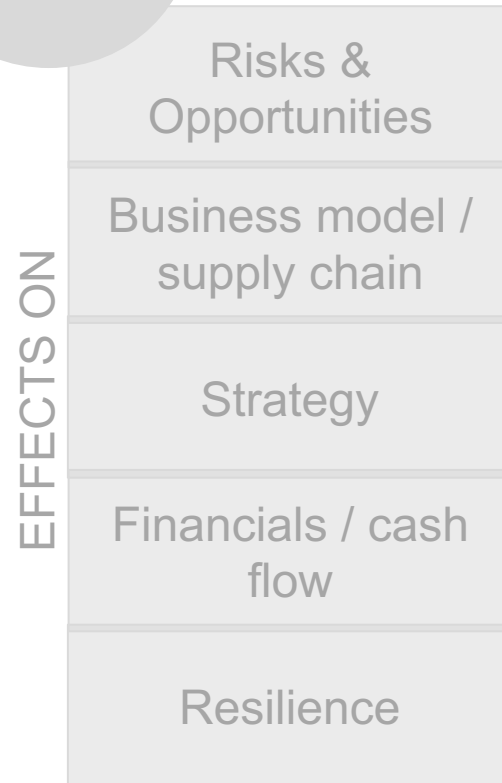 EFFECTS ON
Risks &
Opportunities
Business model /
supply chain
Strategy
Financials / cash
flow
Resilience